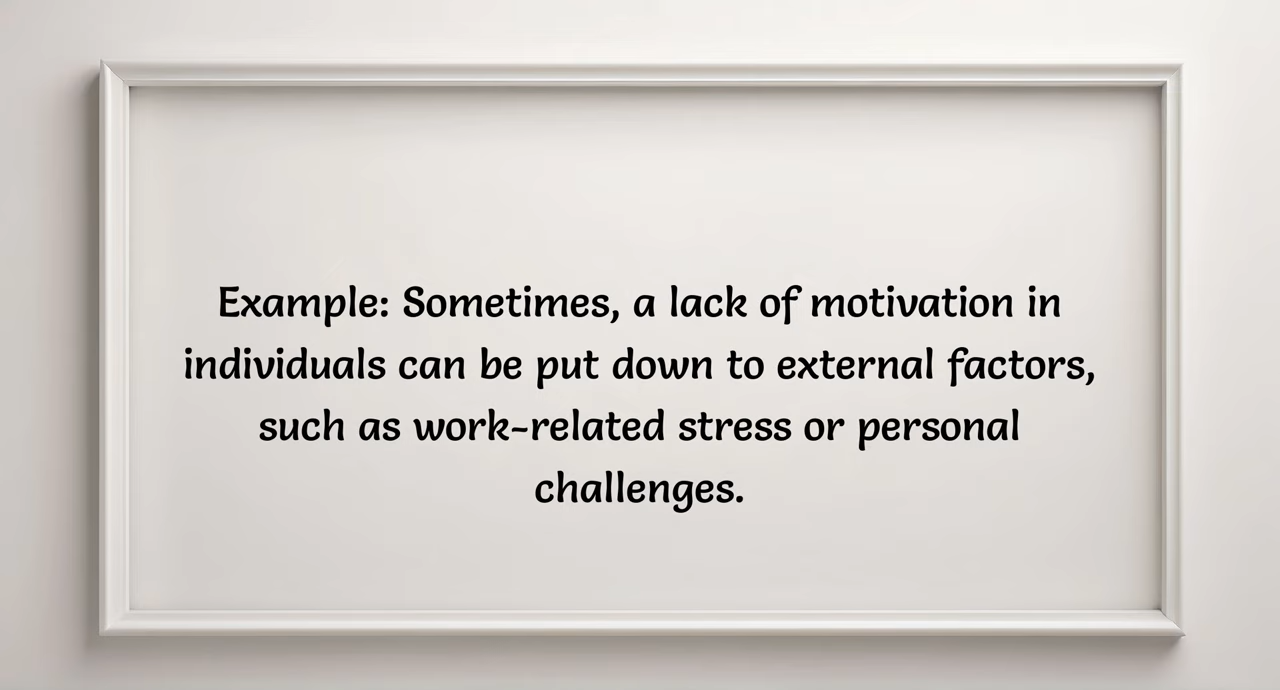 Example: Sometimes, a lack of motivation in
individuals can be put down to external factors,
such as work-related stress or personal
challenges.